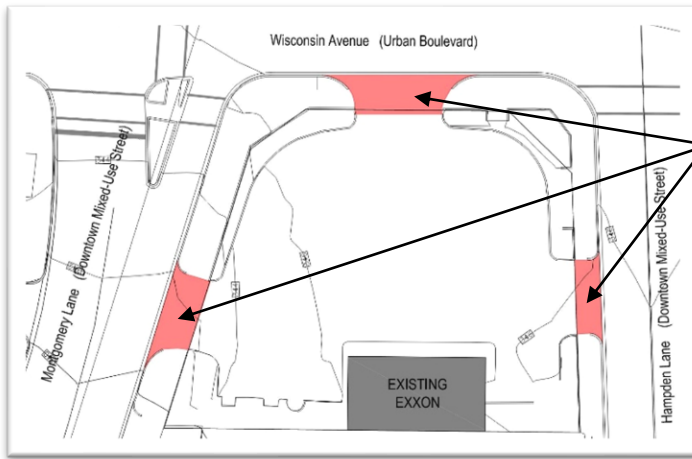 Wisconsin Avenue (Urban Boulevard)
Montgomery Lane (Downtown Mixed-Use Street)
Hampden Lane (Downtown Mixed-Use Street)
EXISTING
EXXON